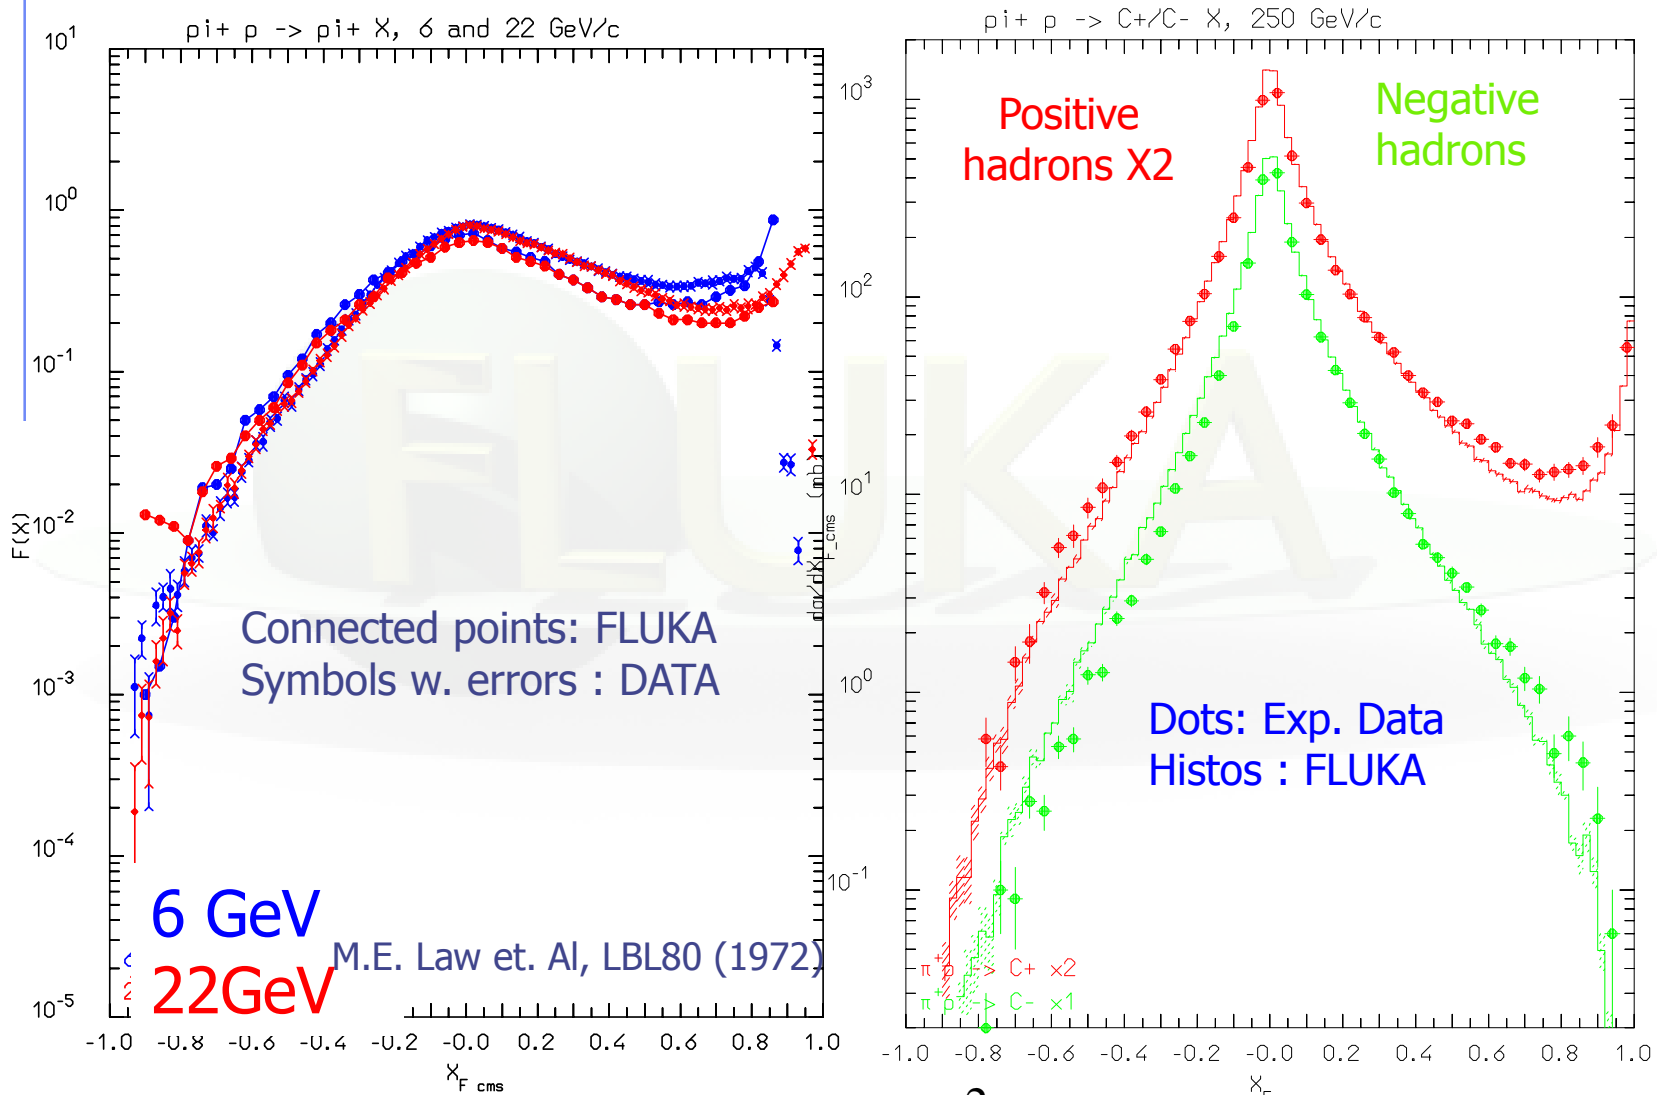 pi+ p -> pi+ X, 6 and 22 GeV/c
10^1
10^0
10^-1
10^-2
10^-3
10^-4
10^-5
F(X)
Connected points: FLUKA
Symbols w. errors : DATA
6 GeV
22GeV
M.E. Law et. Al, LBL80 (1972)
-1.0 -0.8 -0.6 -0.4 -0.2 -0.0 0.2 0.4 0.6 0.8 1.0
X_F cms
pi+ p -> C+/C- X, 250 GeV/c
10^3
10^2
10^1
10^0
10^-1
dσ/dX_F_cms (mb)
Positive
hadrons X2
Negative
hadrons
Dots: Exp. Data
Histos : FLUKA
π+ p -> C+ x2
π+ p -> C- x1
-1.0 -0.8 -0.6 -0.4 -0.2 -0.0 0.2 0.4 0.6 0.8 1.0
X_F
FLUKA